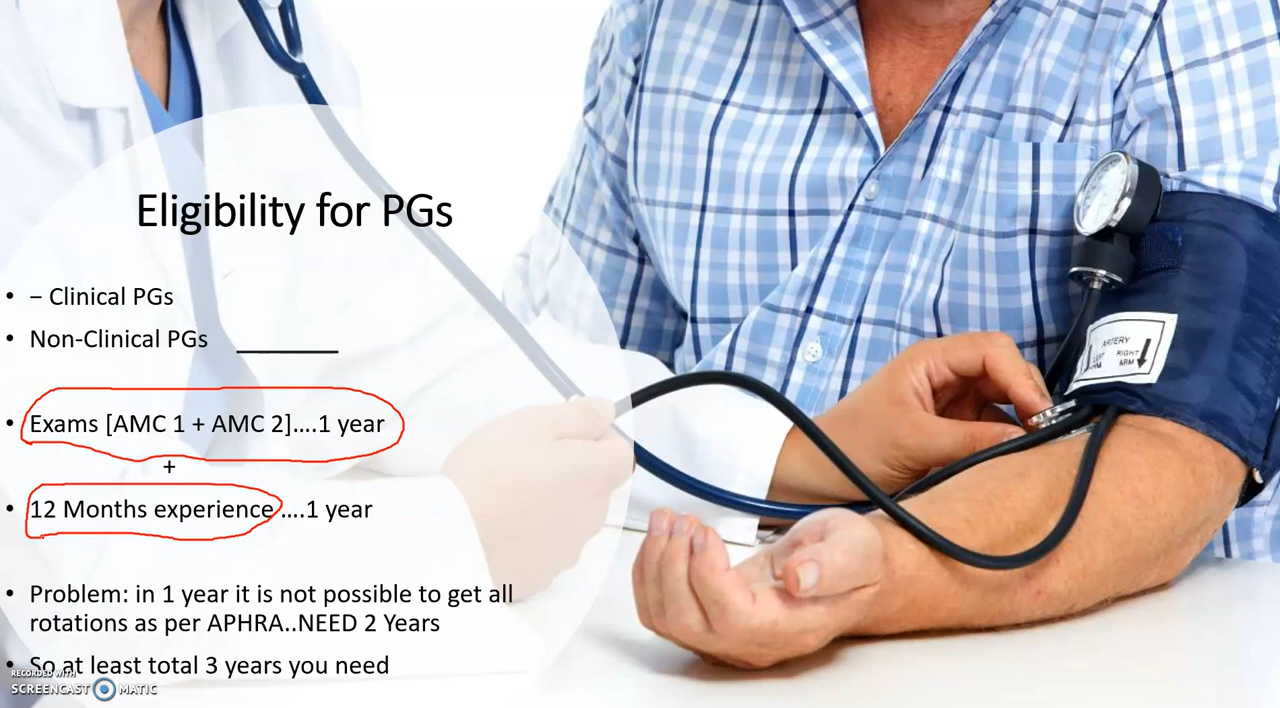 Eligibility for PGs
• – Clinical PGs
• Non-Clinical PGs
• Exams [AMC 1 + AMC 2]....1 year
+
• 12 Months experience ....1 year
• Problem: in 1 year it is not possible to get all
rotations as per APHRA..NEED 2 Years
• So at least total 3 years you need
RECORDED WITH
SCREENCAST MATIC
ARTERY
LEFT ARM
RIGHT ARM